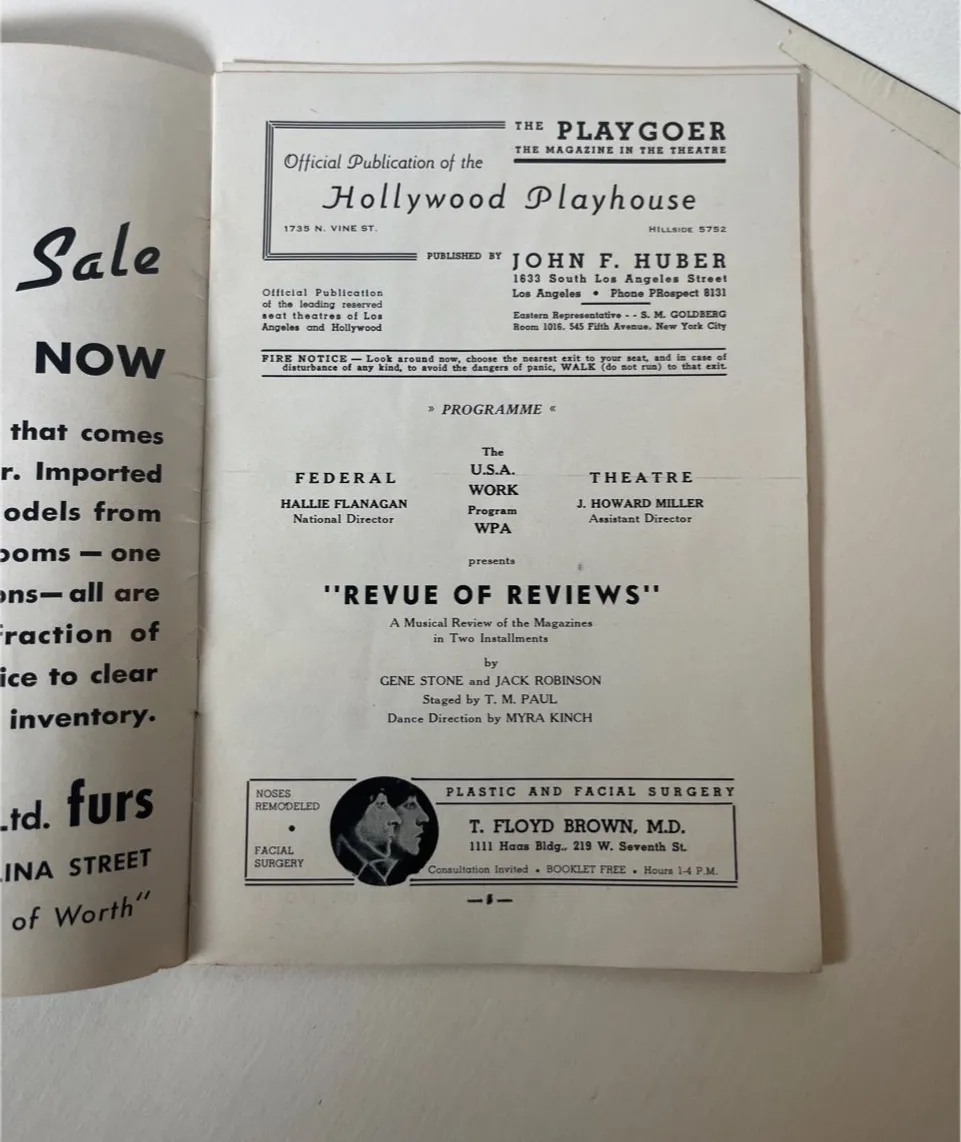 Sale
NOW
that comes
r. Imported
odels from
ooms — one
ons— all are
fraction of
ice to clear
inventory.
Ltd. furs
LINA STREET
of Worth"
THE PLAYGOER
THE MAGAZINE IN THE THEATRE
Official Publication of the
Hollywood Playhouse
1735 N. VINE ST. HILLSIDE 5752
PUBLISHED BY JOHN F. HUBER
1633 South Los Angeles Street
Los Angeles • Phone PRospect 8131
Official Publication
of the leading reserved
seat theatres of Los
Angeles and Hollywood
Eastern Representative - - S. M. GOLDBERG
Room 1016, 545 Fifth Avenue, New York City
FIRE NOTICE — Look around now, choose the nearest exit to your seat, and in case of
disturbance of any kind, to avoid the dangers of panic, WALK (do not run) to that exit.
» PROGRAMME «
FEDERAL
HALLIE FLANAGAN
National Director
The
U.S.A.
WORK
Program
WPA
THEATRE
J. HOWARD MILLER
Assistant Director
presents
"REVUE OF REVIEWS"
A Musical Review of the Magazines
in Two Installments
by
GENE STONE and JACK ROBINSON
Staged by T. M. PAUL
Dance Direction by MYRA KINCH
NOSES
REMODELED
•
FACIAL
SURGERY
PLASTIC AND FACIAL SURGERY
T. FLOYD BROWN, M.D.
1111 Haas Bldg., 219 W. Seventh St.
Consultation Invited • BOOKLET FREE • Hours 1-4 P.M.